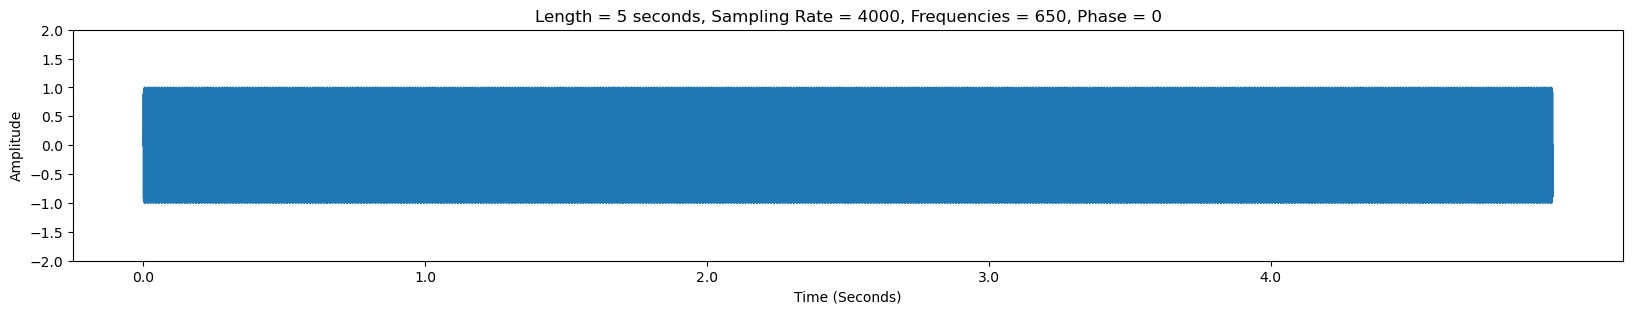 Length = 5 seconds, Sampling Rate = 4000, Frequencies = 650, Phase = 0
2.0
1.5
1.0
0.5
0.0
−0.5
−1.0
−1.5
−2.0
Amplitude
0.0 1.0 2.0 3.0 4.0
Time (Seconds)